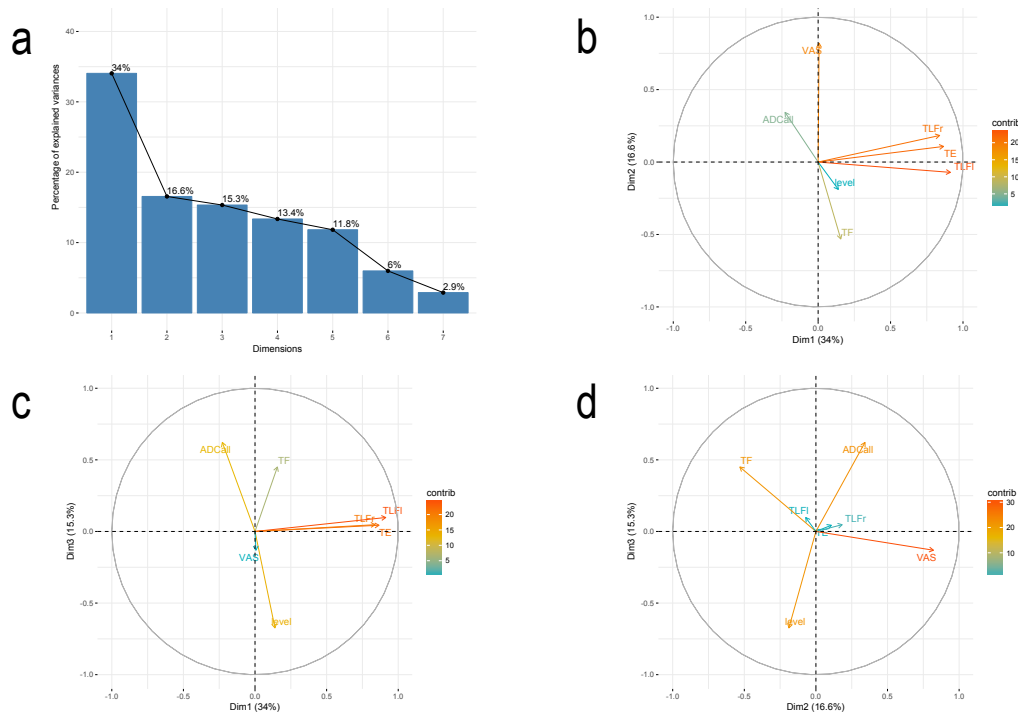 a
Percentage of explained variances
40
30
20
10
0
34%
16.6%
15.3%
13.4%
11.8%
6%
2.9%
1 2 3 4 5 6 7
Dimensions
b
Dim2 (16.6%)
1.0
0.5
0.0
-0.5
-1.0
VAS
ADCall
TLFr
TE
TLFl
level
TF
-1.0 -0.5 0.0 0.5 1.0
Dim1 (34%)
contrib
20
15
10
5
c
Dim3 (15.3%)
1.0
0.5
0.0
-0.5
-1.0
ADCall
TF
TLFl
TLFr
TE
VAS
level
-1.0 -0.5 0.0 0.5 1.0
Dim1 (34%)
contrib
20
15
10
5
d
Dim3 (15.3%)
1.0
0.5
0.0
-0.5
-1.0
ADCall
TF
TLFl
TLFr
TE
VAS
level
-1.0 -0.5 0.0 0.5 1.0
Dim2 (16.6%)
contrib
30
20
10